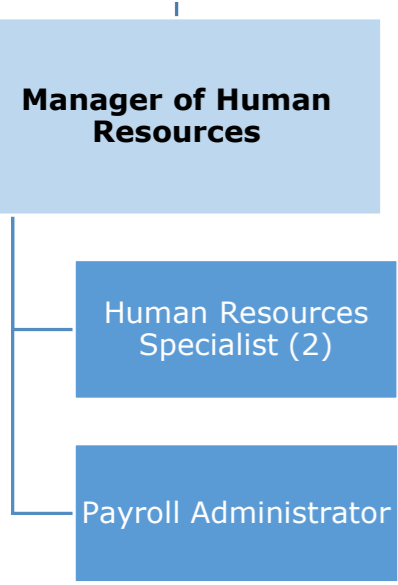 Manager of Human
Resources
Human Resources
Specialist (2)
Payroll Administrator